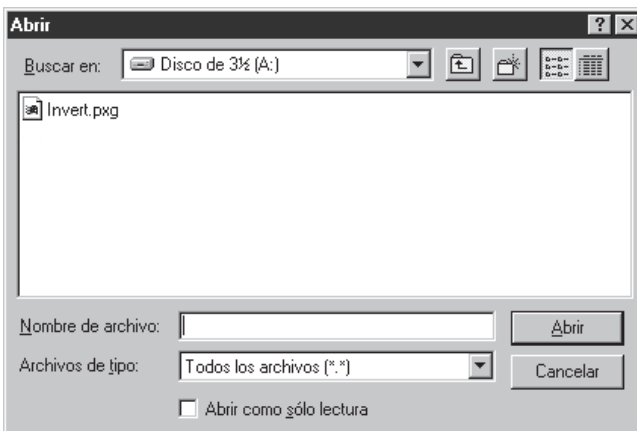 Abrir
Buscar en: Disco de 3½ (A:)
Invert.pxg
Nombre de archivo: Abrir
Archivos de tipo: Todos los archivos (*.*) Cancelar
Abrir como sólo lectura